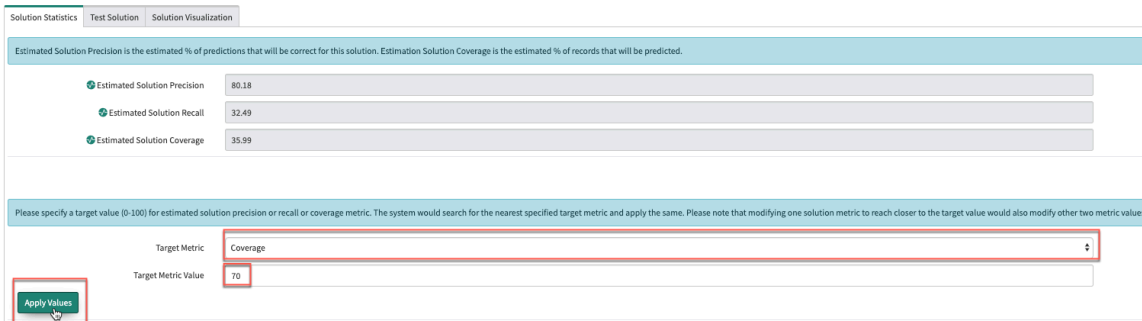 Solution Statistics Test Solution Solution Visualization
Estimated Solution Precision is the estimated % of predictions that will be correct for this solution. Estimation Solution Coverage is the estimated % of records that will be predicted.
Estimated Solution Precision 80.18
Estimated Solution Recall 32.49
Estimated Solution Coverage 35.99
Please specify a target value (0-100) for estimated solution precision or recall or coverage metric. The system would search for the nearest specified target metric and apply the same. Please note that modifying one solution metric to reach closer to the target value would also modify other two metric value
Target Metric Coverage
Target Metric Value 70
Apply Values